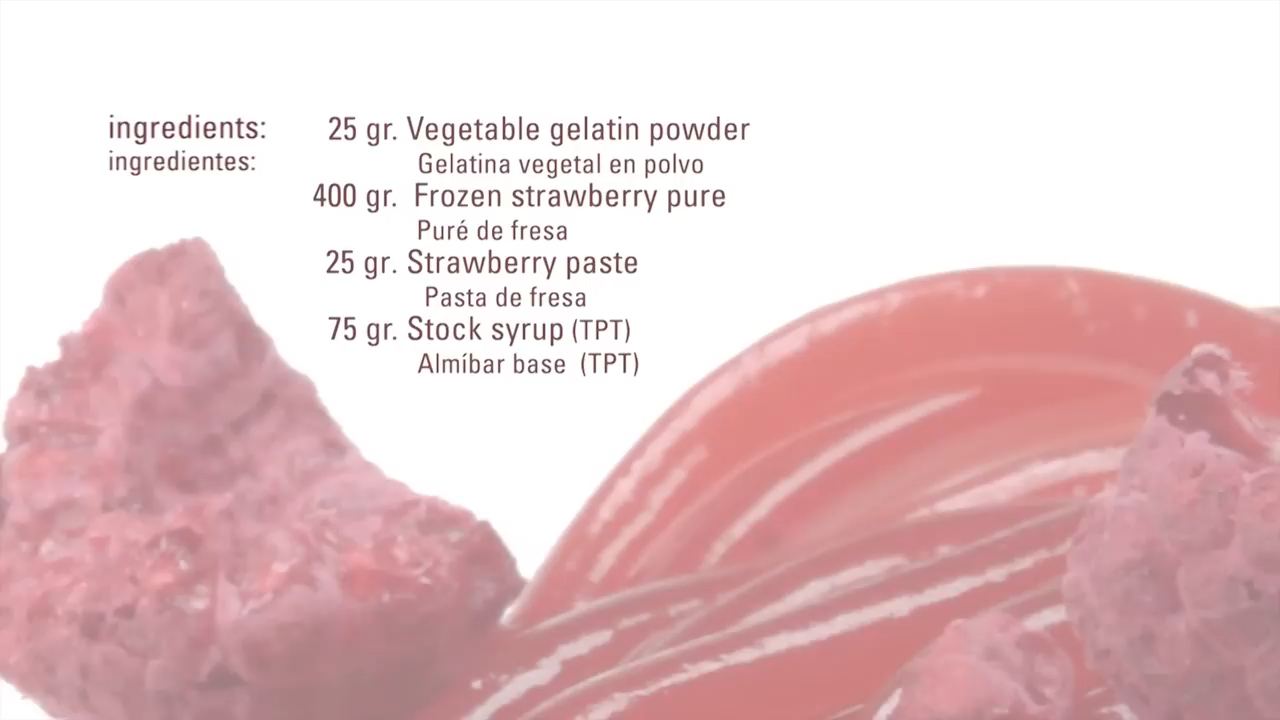 ingredients: 25 gr. Vegetable gelatin powder
ingredientes: Gelatina vegetal en polvo
400 gr. Frozen strawberry pure
Puré de fresa
25 gr. Strawberry paste
Pasta de fresa
75 gr. Stock syrup (TPT)
Almíbar base (TPT)